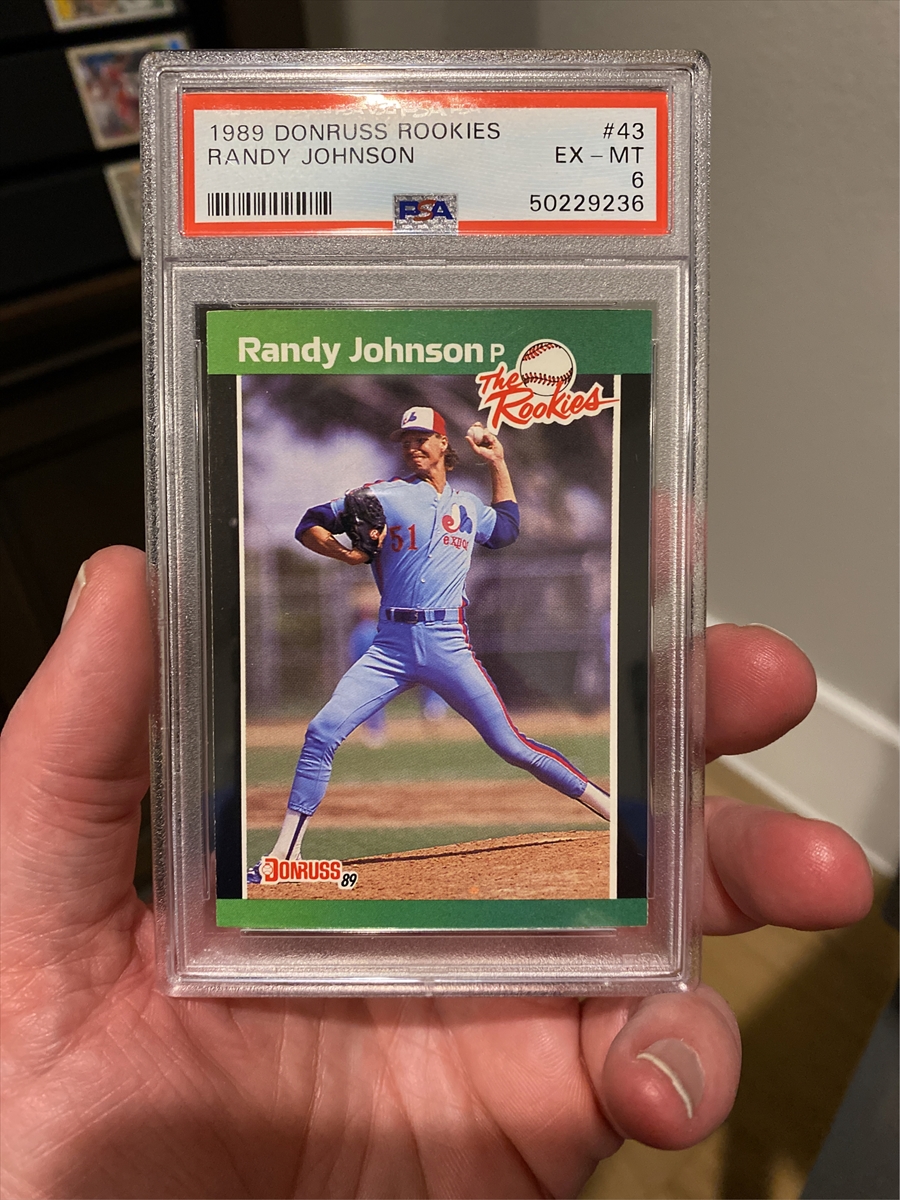 1989 DONRUSS ROOKIES #43
RANDY JOHNSON EX - MT
6
PSA 50229236
Randy Johnson P
The
Rookies
51
expos
DONRUSS 89